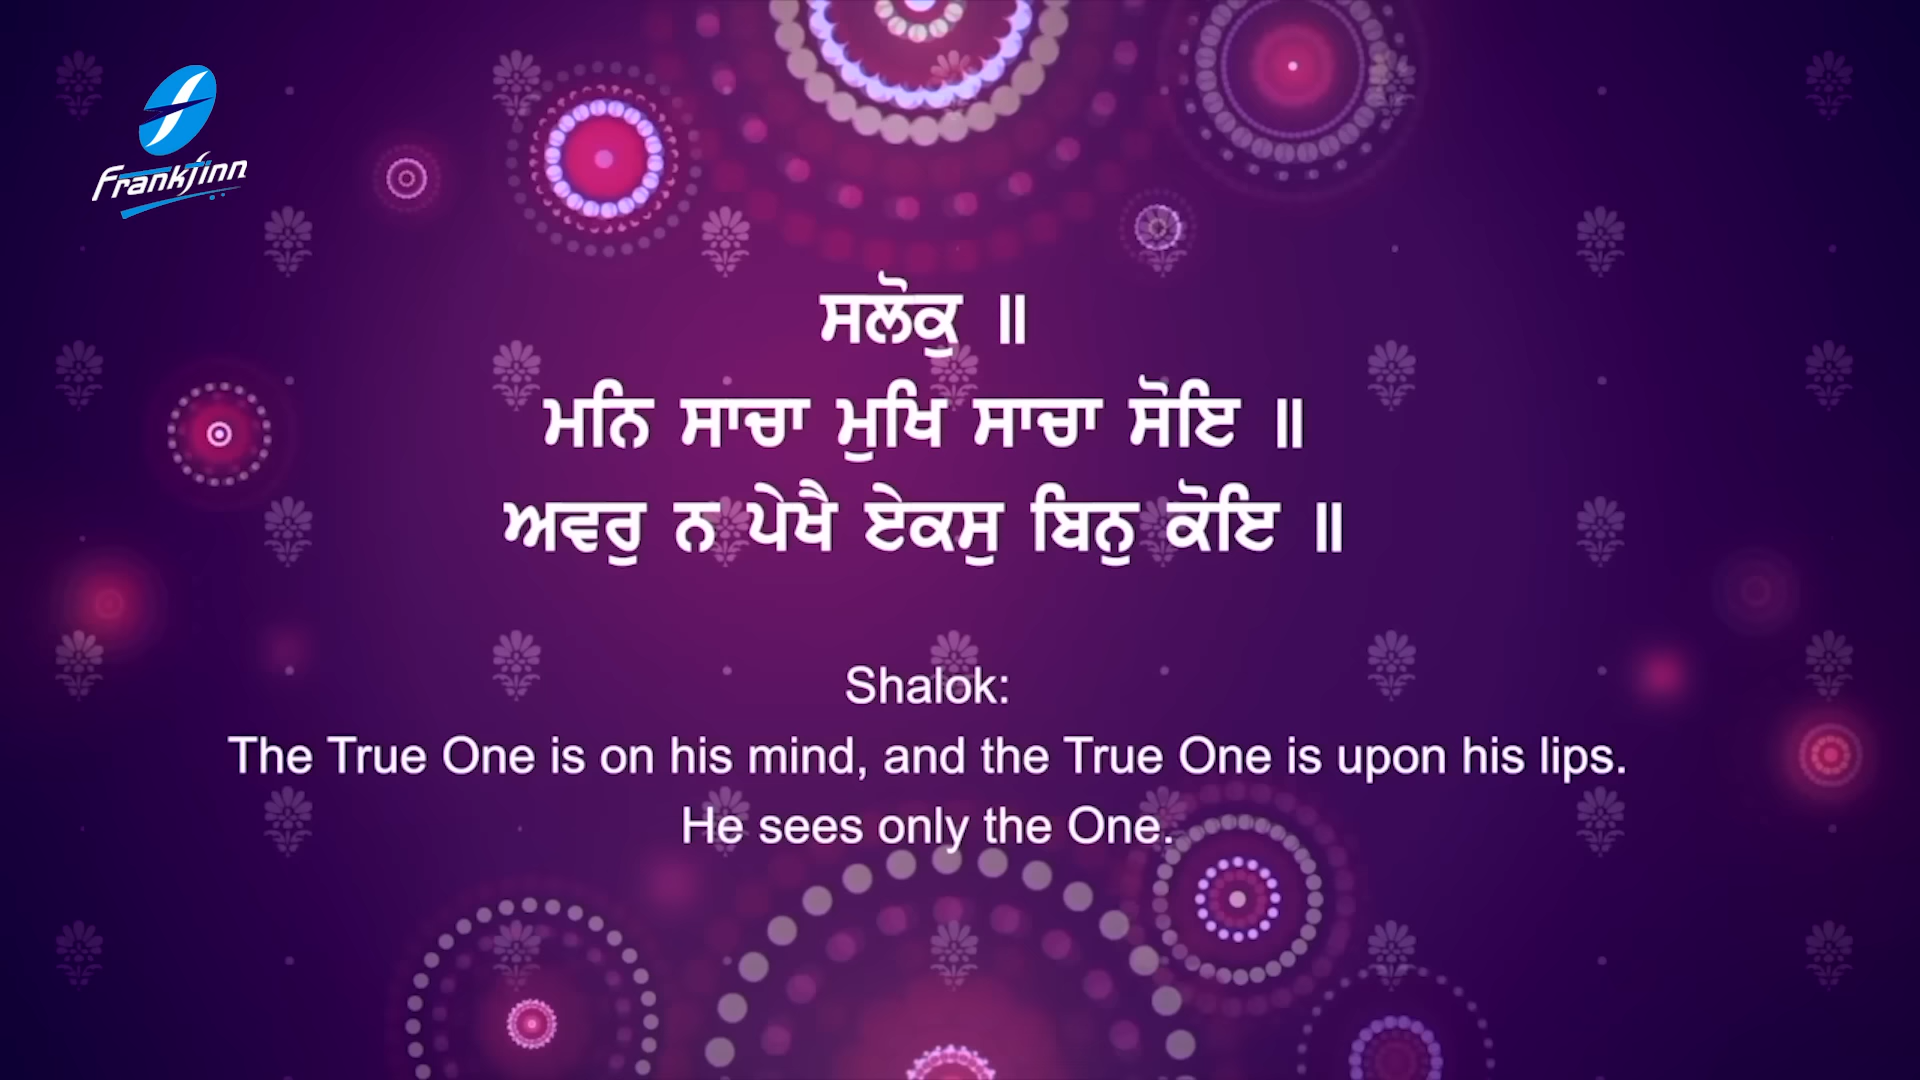 Frankfinn
ਸਲੋਕੁ ॥
ਮਨਿ ਸਾਚਾ ਮੁਖਿ ਸਾਚਾ ਸੋਇ ॥
ਅਵਰੁ ਨ ਪੇਖੈ ਏਕਸੁ ਬਿਨੁ ਕੋਇ ॥
Shalok:
The True One is on his mind, and the True One is upon his lips.
He sees only the One.